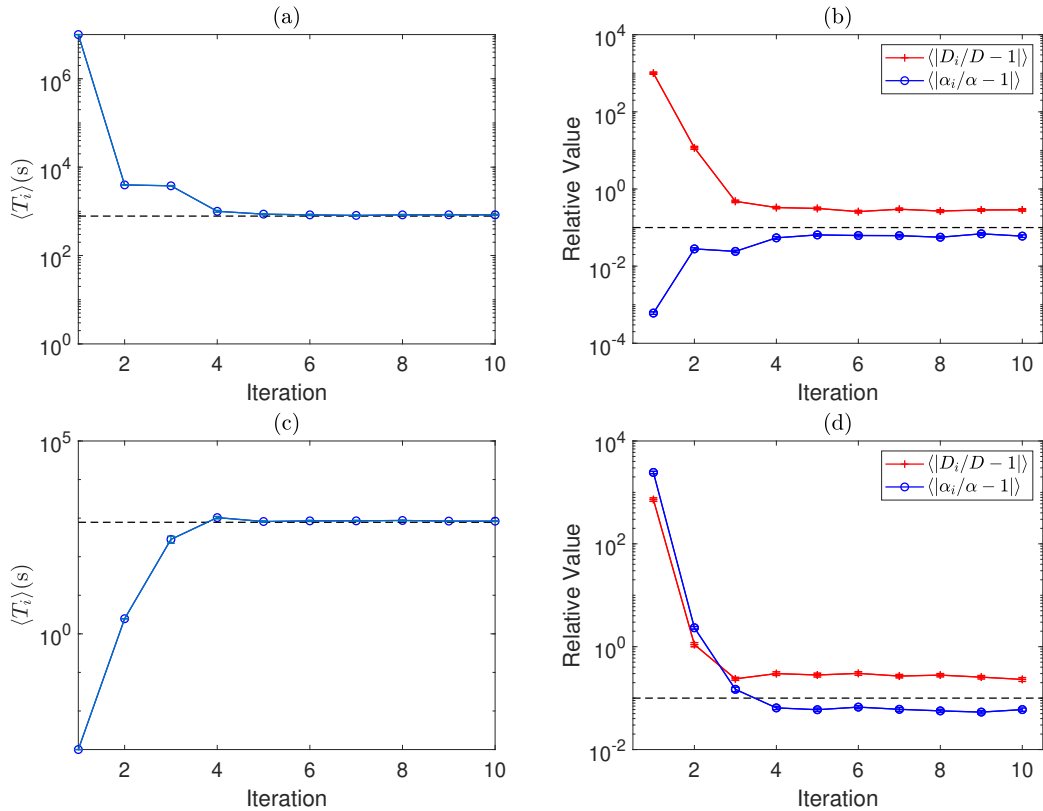 (a)
10^6
10^4
10^2
10^0
⟨T_i⟩(s)
2 4 6 8 10
Iteration
(b)
10^4
10^2
10^0
10^-2
10^-4
Relative Value
⟨|D_i/D − 1|⟩
⟨|α_i/α − 1|⟩
2 4 6 8 10
Iteration
(c)
10^5
10^0
⟨T_i⟩(s)
2 4 6 8 10
Iteration
(d)
10^4
10^2
10^0
10^-2
Relative Value
⟨|D_i/D − 1|⟩
⟨|α_i/α − 1|⟩
2 4 6 8 10
Iteration